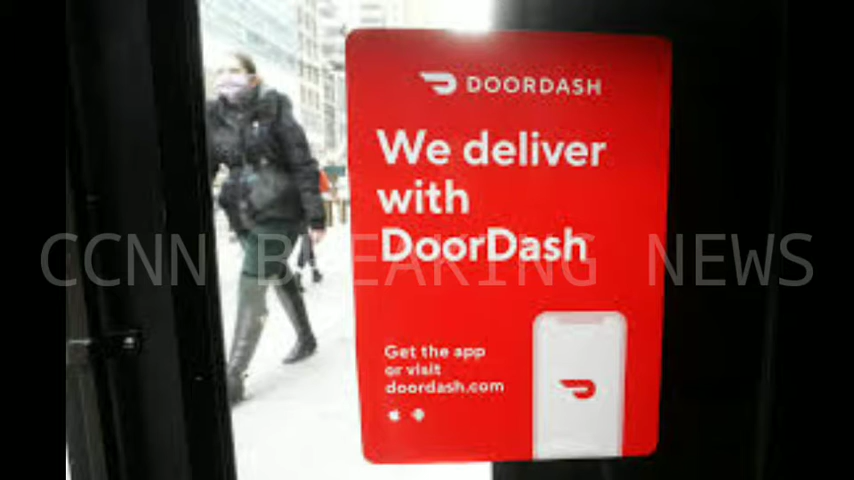 DOORDASH
We deliver
with
DoorDash
CCNN BREAKING NEWS
Get the app
or visit
doordash.com